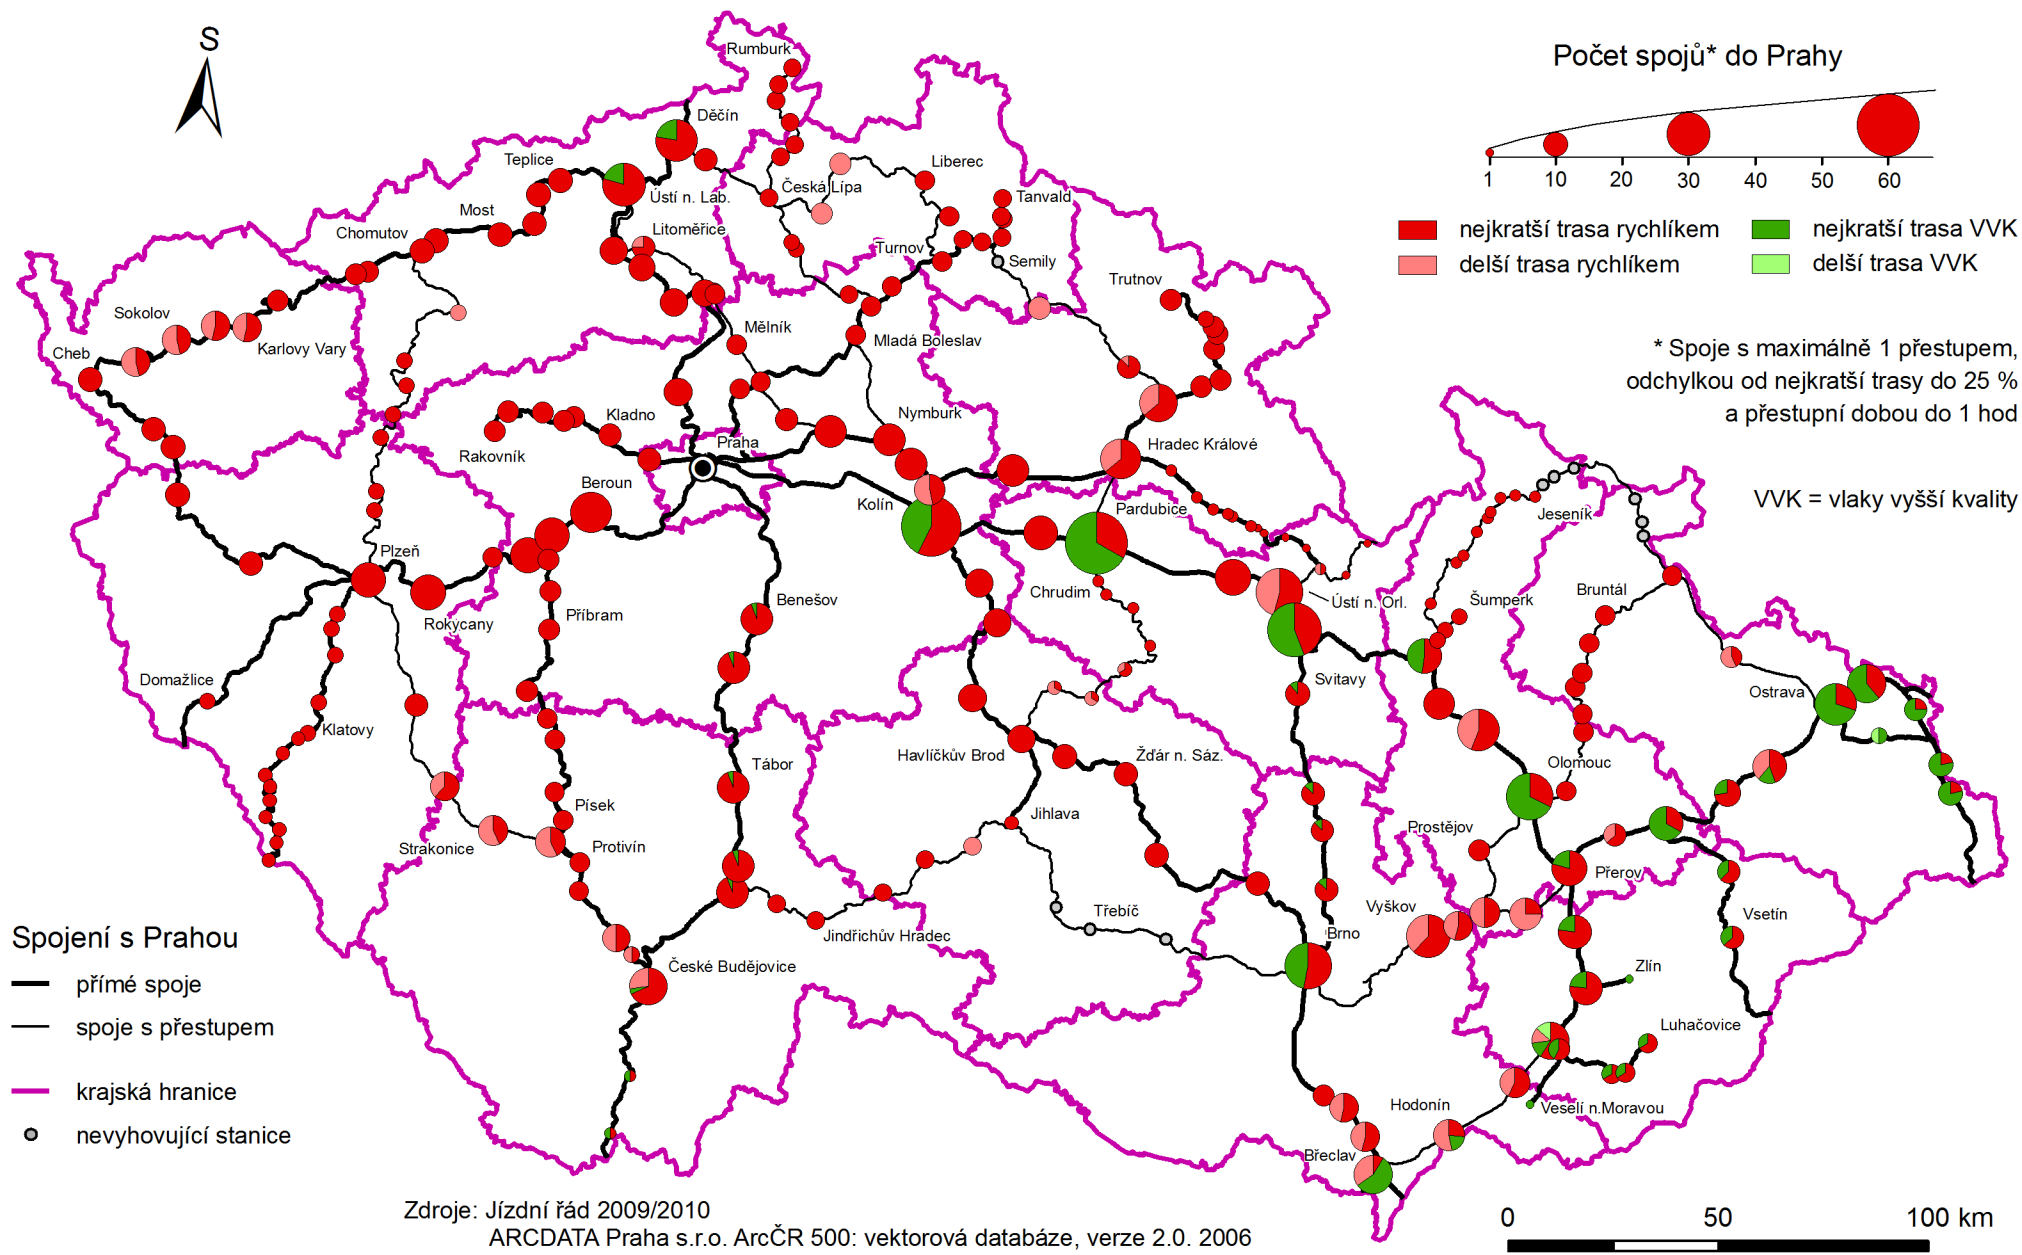 S
Počet spojů* do Prahy
1 10 20 30 40 50 60
nejkratší trasa rychlíkem
nejkratší trasa VVK
delší trasa rychlíkem
delší trasa VVK
* Spoje s maximálně 1 přestupem,
odchylkou od nejkratší trasy do 25 %
a přestupní dobou do 1 hod
VVK = vlaky vyšší kvality
Rumburk
Děčín
Teplice
Ústí n. Lab.
Česká Lípa
Liberec
Tanvald
Most
Chomutov
Litoměřice
Turnov
Semily
Trutnov
Sokolov
Karlovy Vary
Cheb
Mělník
Mladá Boleslav
Kladno
Nymburk
Praha
Rakovník
Hradec Králové
Beroun
Kolín
Pardubice
Jeseník
Plzeň
Chrudim
Ústí n. Orl.
Šumperk
Bruntál
Benešov
Příbram
Rokycany
Domažlice
Svitavy
Ostrava
Klatovy
Havlíčkův Brod
Žďár n. Sáz.
Tábor
Olomouc
Písek
Jihlava
Prostějov
Strakonice
Protivín
Přerov
Třebíč
Vyškov
Vsetín
Jindřichův Hradec
Brno
České Budějovice
Zlín
Luhačovice
Hodonín
Veselí n.Moravou
Břeclav
Spojení s Prahou
přímé spoje
spoje s přestupem
krajská hranice
nevyhovující stanice
Zdroje: Jízdní řád 2009/2010
ARCDATA Praha s.r.o. ArcČR 500: vektorová databáze, verze 2.0. 2006
0 50 100 km